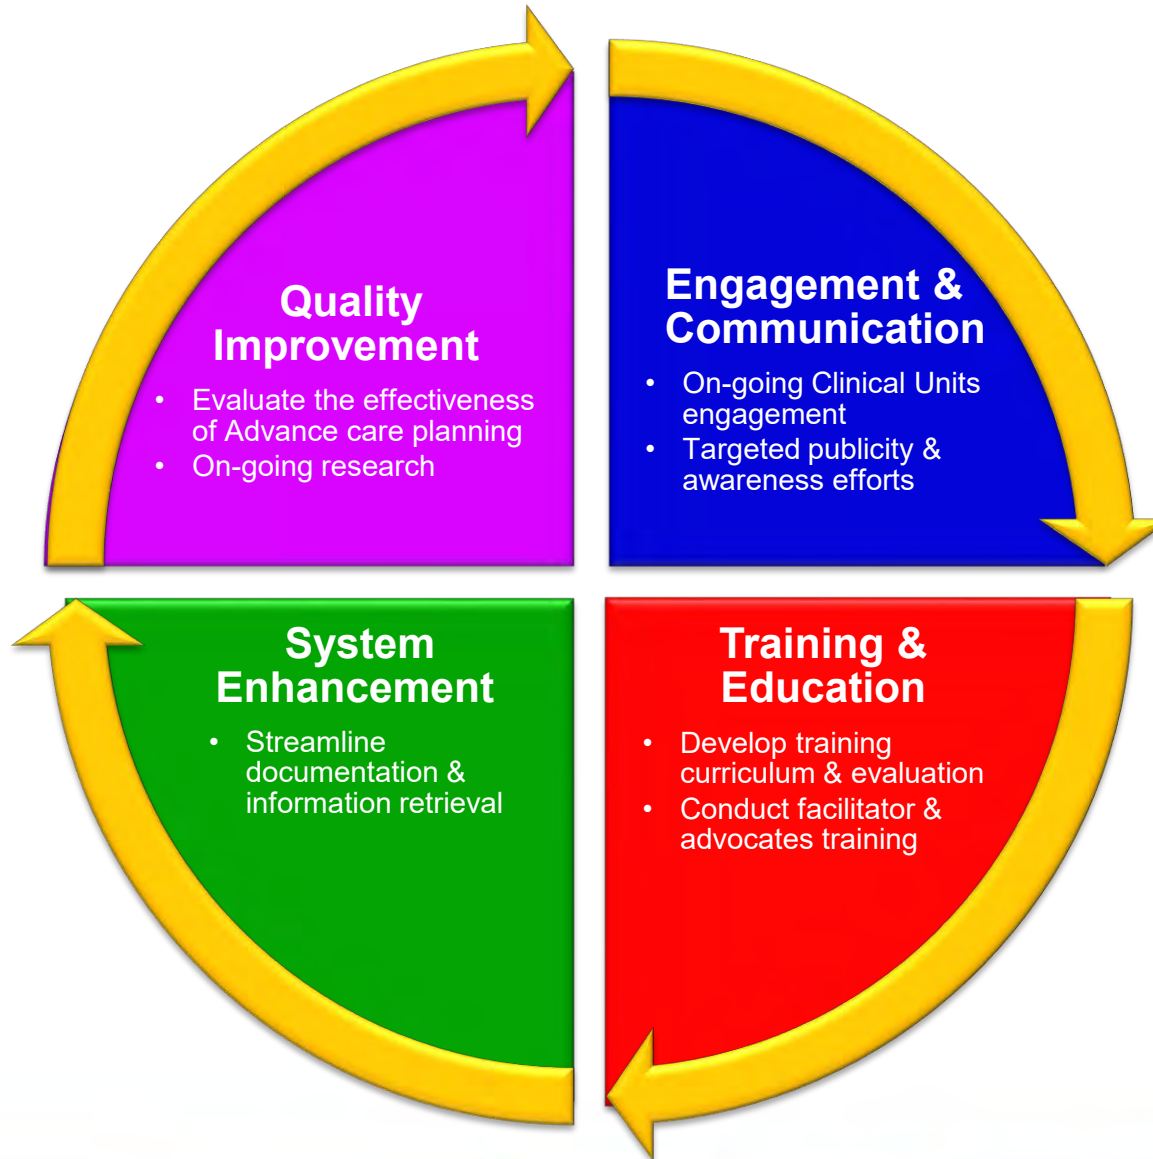 Quality
Improvement
• Evaluate the effectiveness
of Advance care planning
• On-going research
Engagement &
Communication
• On-going Clinical Units
engagement
• Targeted publicity &
awareness efforts
System
Enhancement
• Streamline
documentation &
information retrieval
Training &
Education
• Develop training
curriculum & evaluation
• Conduct facilitator &
advocates training